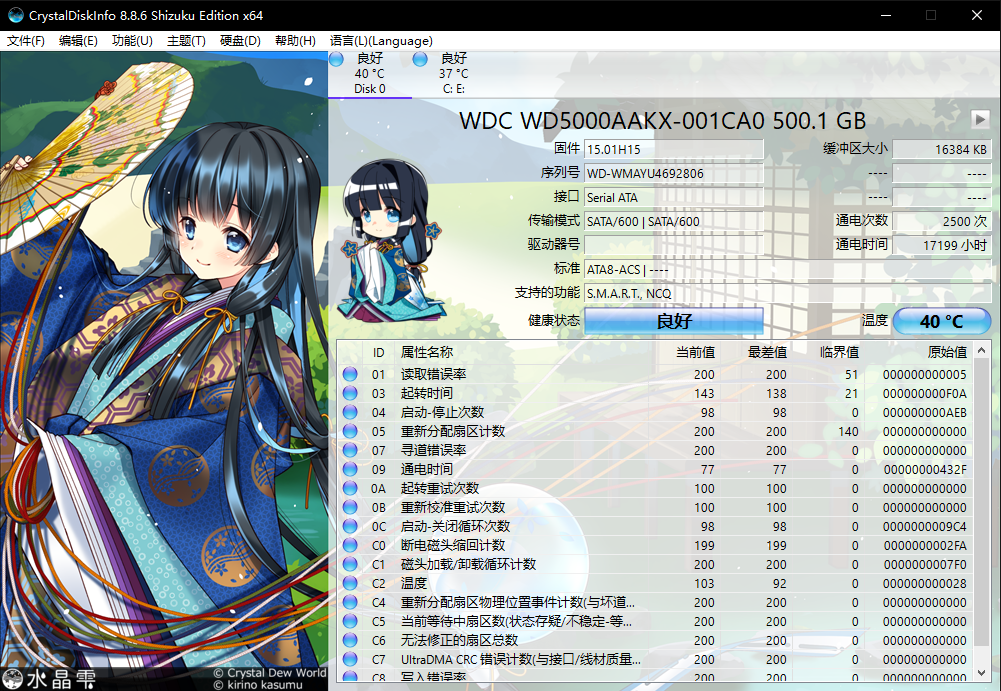 CrystalDiskInfo 8.8.6 Shizuku Edition x64
文件(F) 编辑(E) 功能(U) 主题(T) 硬盘(D) 帮助(H) 语言(L)(Language)
良好 良好
40 °C 37 °C
Disk 0 C: E:
WDC WD5000AAKX-001CA0 500.1 GB
固件 15.01H15 缓冲区大小 16384 KB
序列号 WD-WMAYU4692806 ---- ----
接口 Serial ATA ---- ----
传输模式 SATA/600 | SATA/600 通电次数 2500 次
驱动器号 通电时间 17199 小时
标准 ATA8-ACS | ----
支持的功能 S.M.A.R.T., NCQ
健康状态 良好 温度 40 °C
ID 属性名称 当前值 最差值 临界值 原始值
01 读取错误率 200 200 51 000000000005
03 起转时间 143 138 21 000000000F0A
04 启动-停止次数 98 98 0 000000000AEB
05 重新分配扇区计数 200 200 140 000000000000
07 寻道错误率 200 200 0 000000000000
09 通电时间 77 77 0 00000000432F
0A 起转重试次数 100 100 0 000000000000
0B 重新校准重试次数 100 100 0 000000000000
0C 启动-关闭循环次数 98 98 0 0000000009C4
C0 断电磁头缩回计数 199 199 0 0000000002FA
C1 磁头加载/卸载循环计数 200 200 0 0000000007F0
C2 温度 103 92 0 000000000028
C4 重新分配扇区物理位置事件计数(与坏道... 200 200 0 000000000000
C5 当前等待中扇区数(状态存疑/不稳定-等... 200 200 0 000000000000
C6 无法修正的扇区总数 200 200 0 000000000000
C7 UltraDMA CRC 错误计数(与接口/线材质量... 200 200 0 000000000000
C8 写入错误率 200 200 0 000000000000
水晶雫
© Crystal Dew World
© kirino kasumu